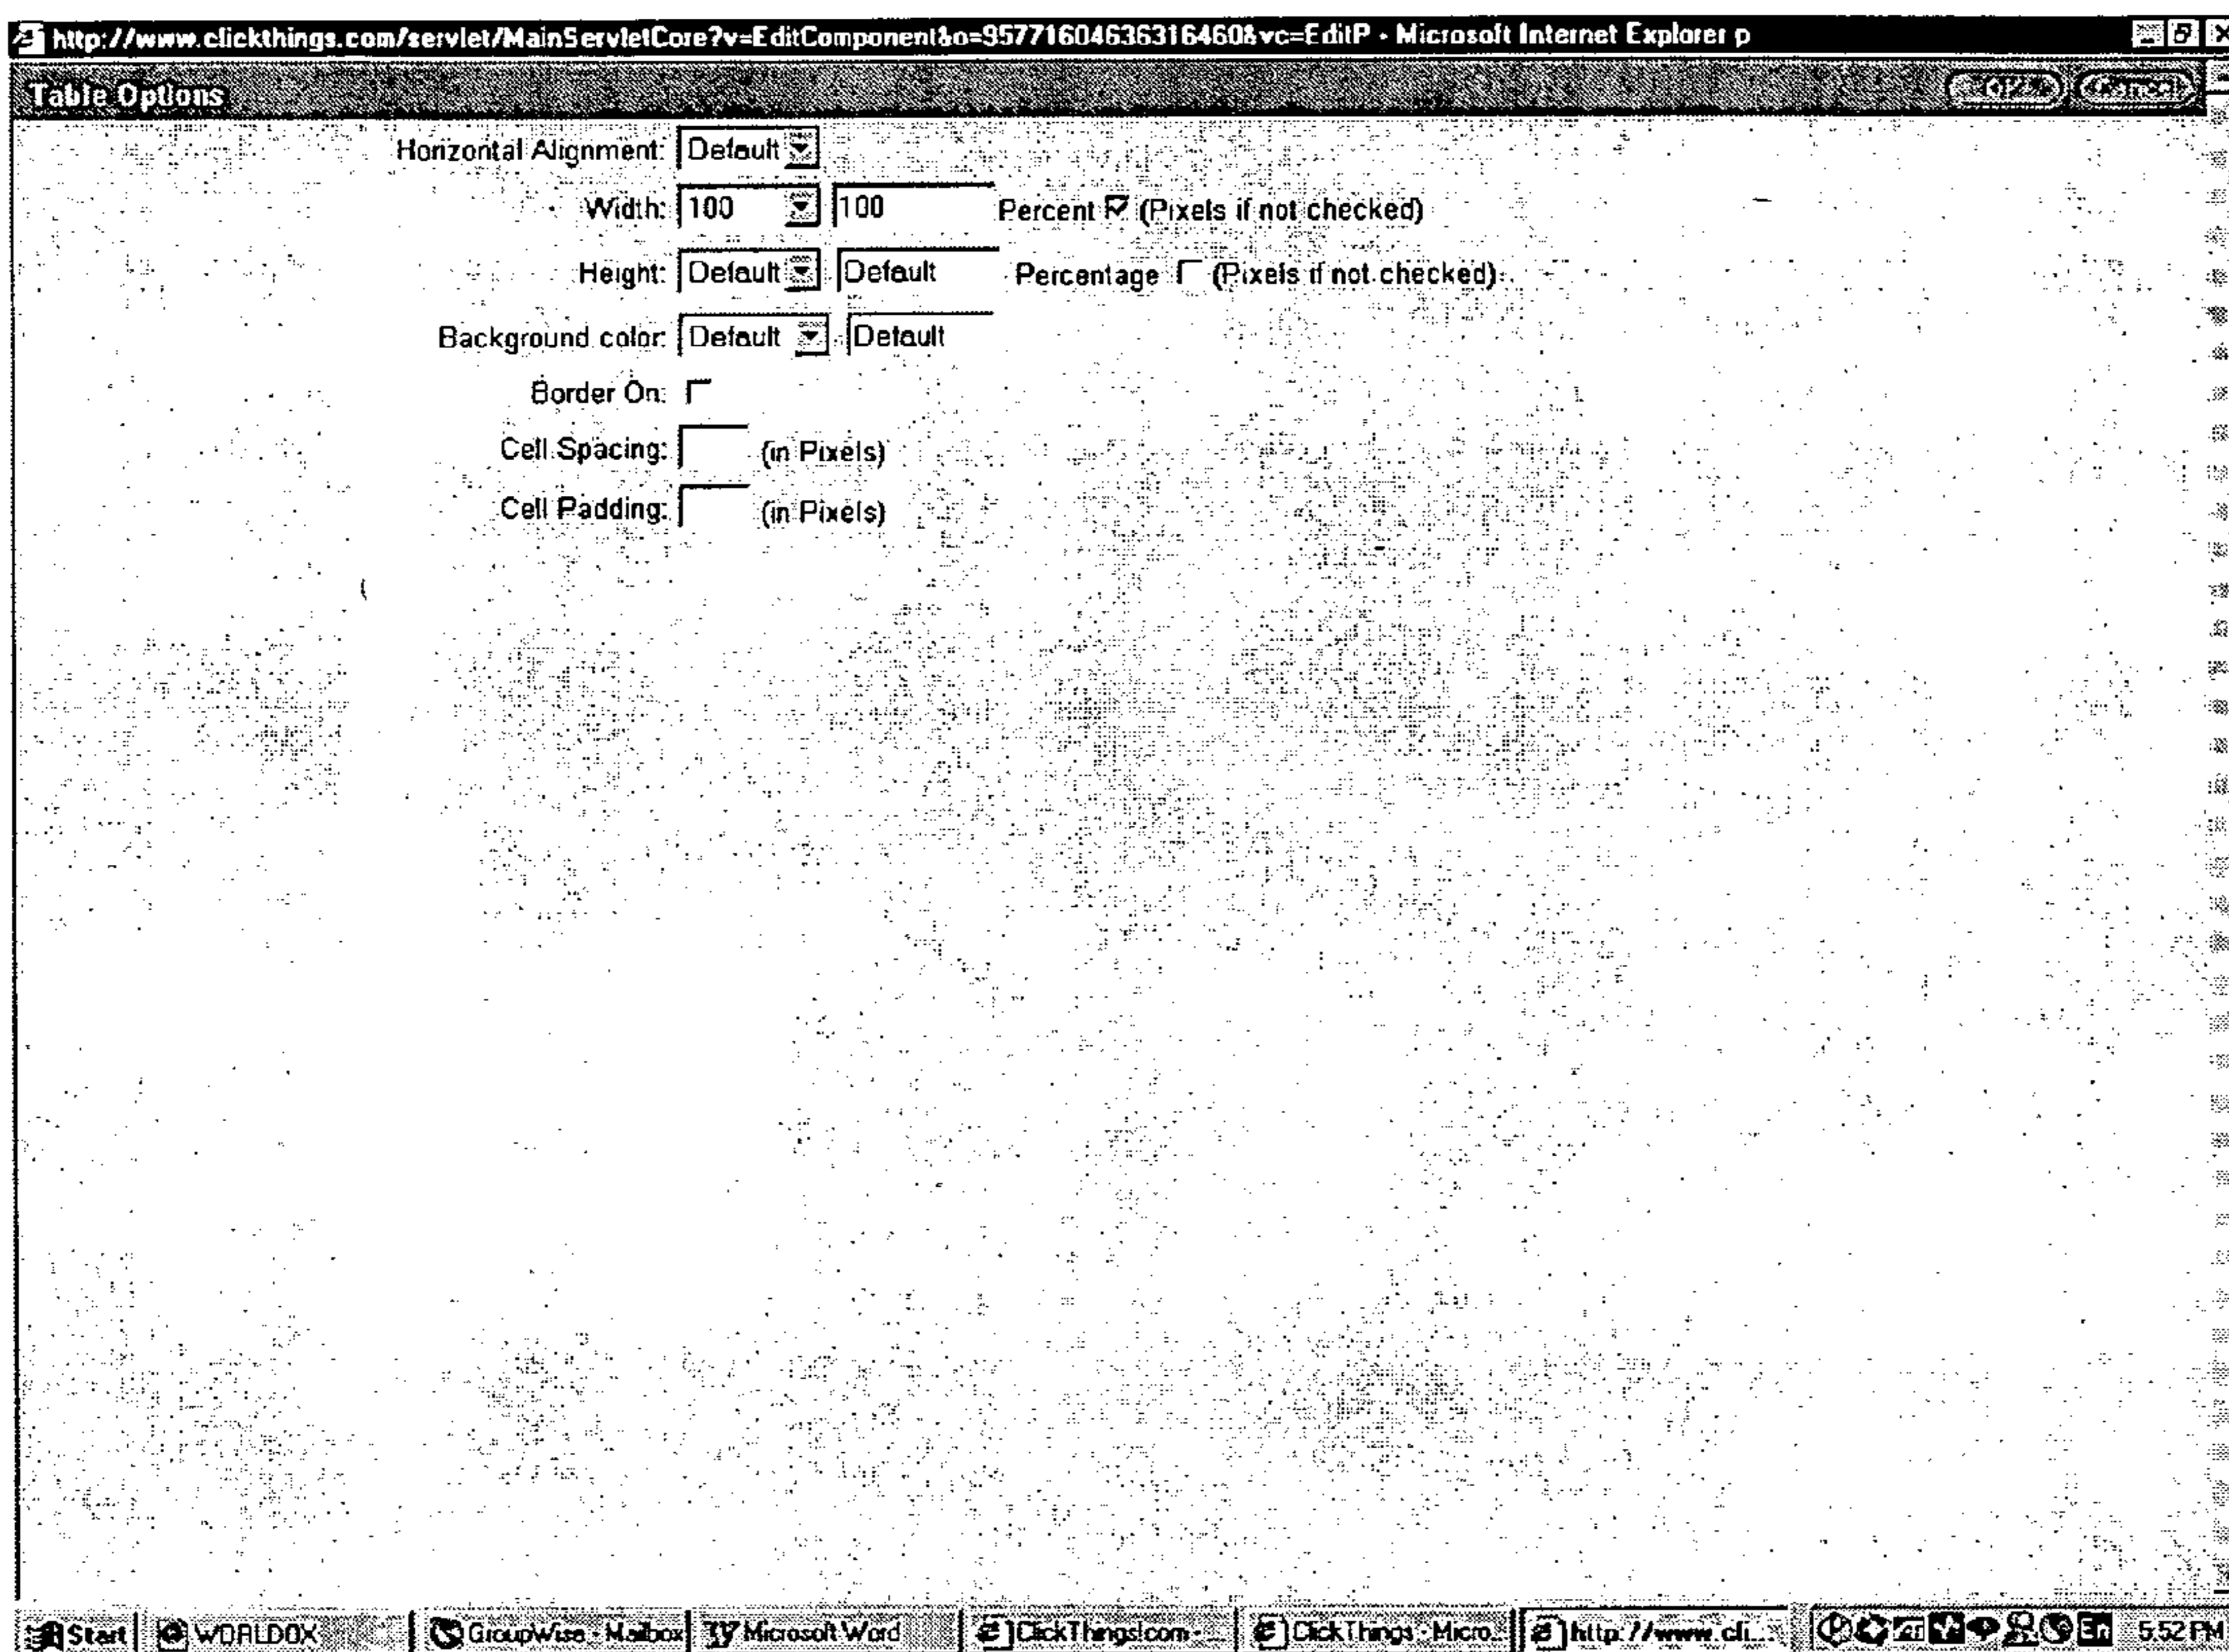 http://www.clickthings.com/servlet/MainServletCore?v=EditComponent&o=95771604636316460&vc=EditP - Microsoft Internet Explorer p
Table Options OK Cancel
Horizontal Alignment: Default
Width: 100 100 Percent (Pixels if not checked)
Height: Default Default Percentage (Pixels if not checked)
Background color: Default Default
Border On:
Cell Spacing: (in Pixels)
Cell Padding: (in Pixels)
Start WORLDOX GroupWise - Mailbox Microsoft Word ClickThings!com - ... ClickThings - Micro... http://www.cli... En 5:52 PM